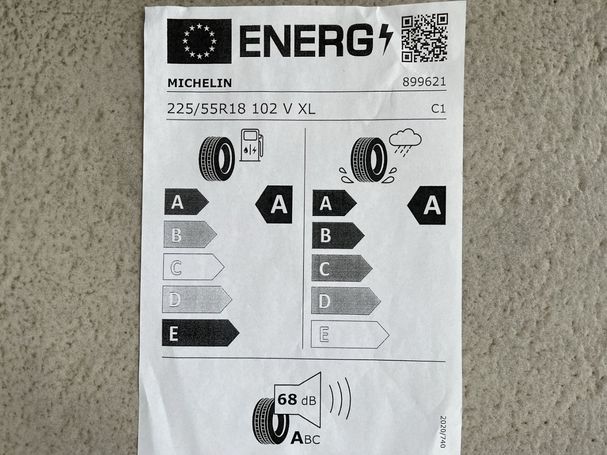 ENERG
MICHELIN 899621
225/55R18 102 V XL C1
A A
B
C
D
E
A A
B
C
D
E
68 dB
ABC
2020/740